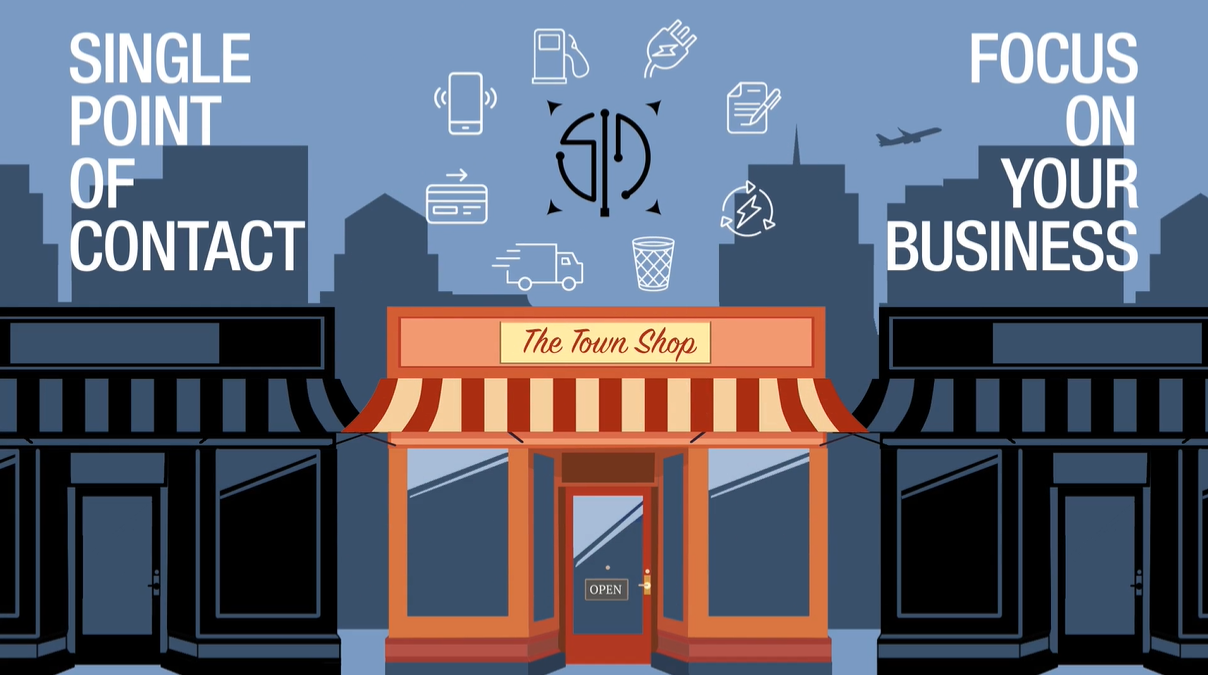 SINGLE
POINT
OF
CONTACT
FOCUS
ON
YOUR
BUSINESS
The Town Shop
OPEN